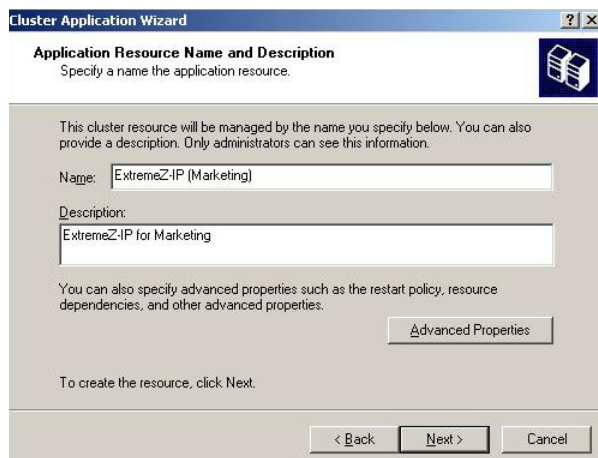 Cluster Application Wizard
Application Resource Name and Description
Specify a name the application resource.
This cluster resource will be managed by the name you specify below. You can also
provide a description. Only administrators can see this information.
Name: ExtremeZ-IP (Marketing)
Description:
ExtremeZ-IP for Marketing
You can also specify advanced properties such as the restart policy, resource
dependencies, and other advanced properties.
Advanced Properties
To create the resource, click Next.
< Back Next > Cancel